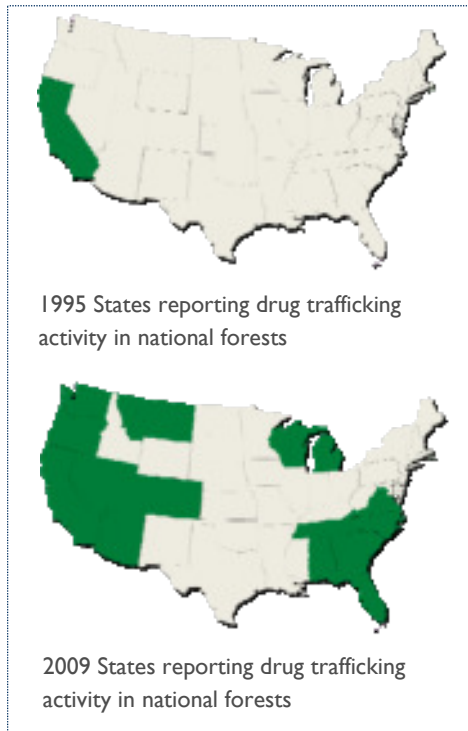 1995 States reporting drug trafficking
activity in national forests
2009 States reporting drug trafficking
activity in national forests